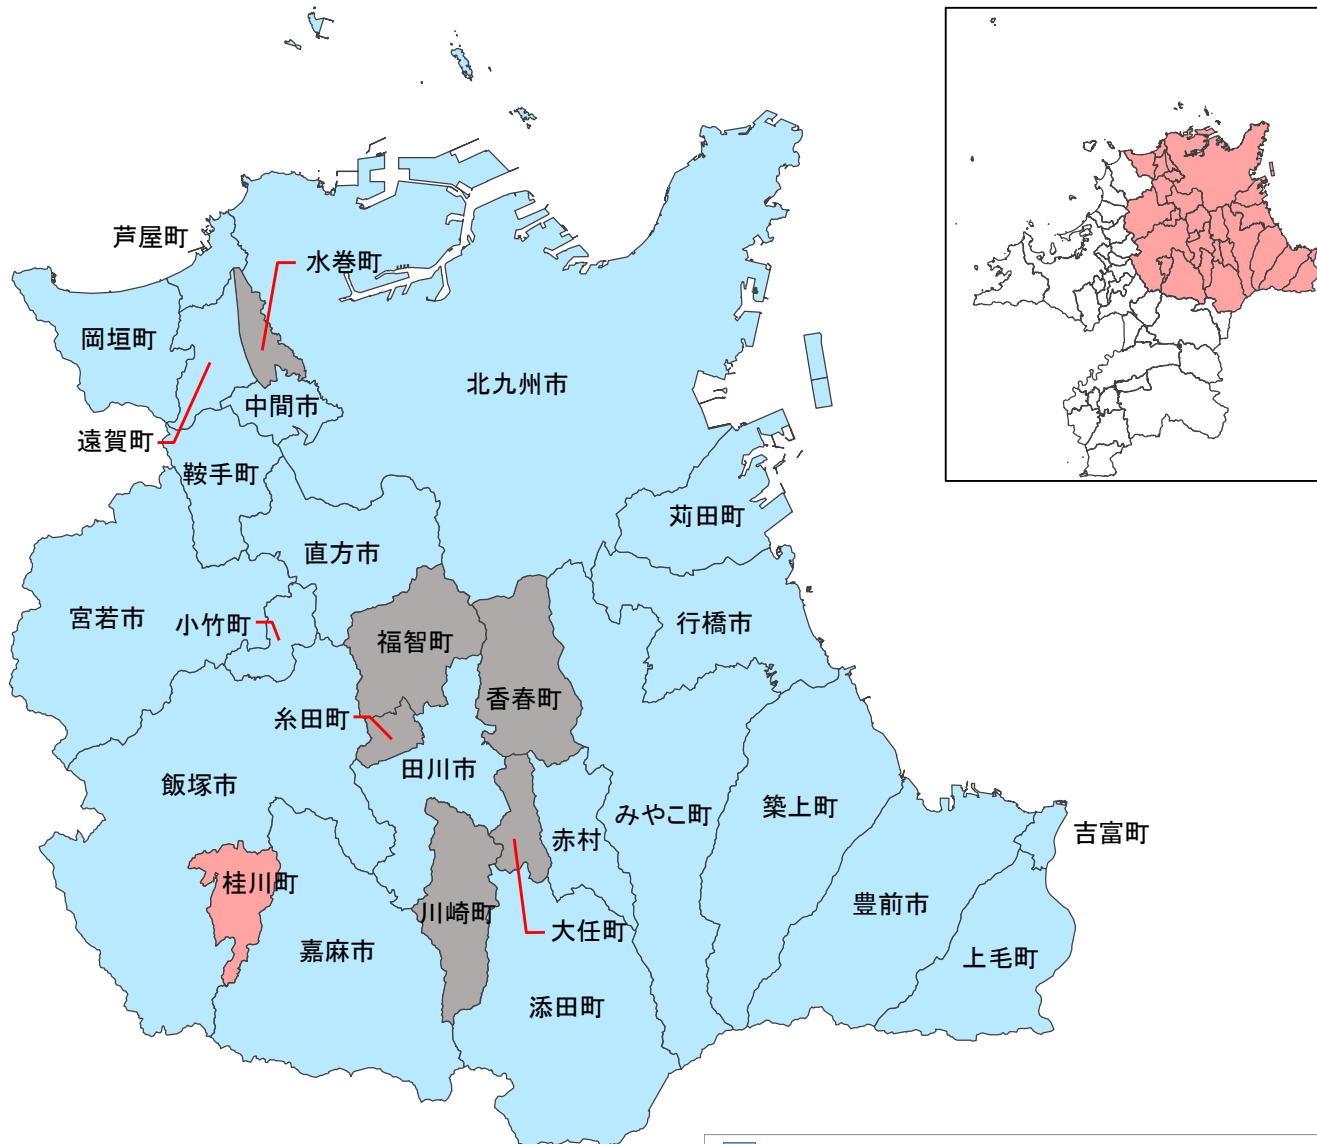 芦屋町
水巻町
岡垣町
北九州市
中間市
遠賀町
鞍手町
苅田町
直方市
宮若市
小竹町
福智町
行橋市
香春町
糸田町
田川市
飯塚市
みやこ町
築上町
赤村
吉富町
桂川町
川崎町
豊前市
大任町
嘉麻市
上毛町
添田町